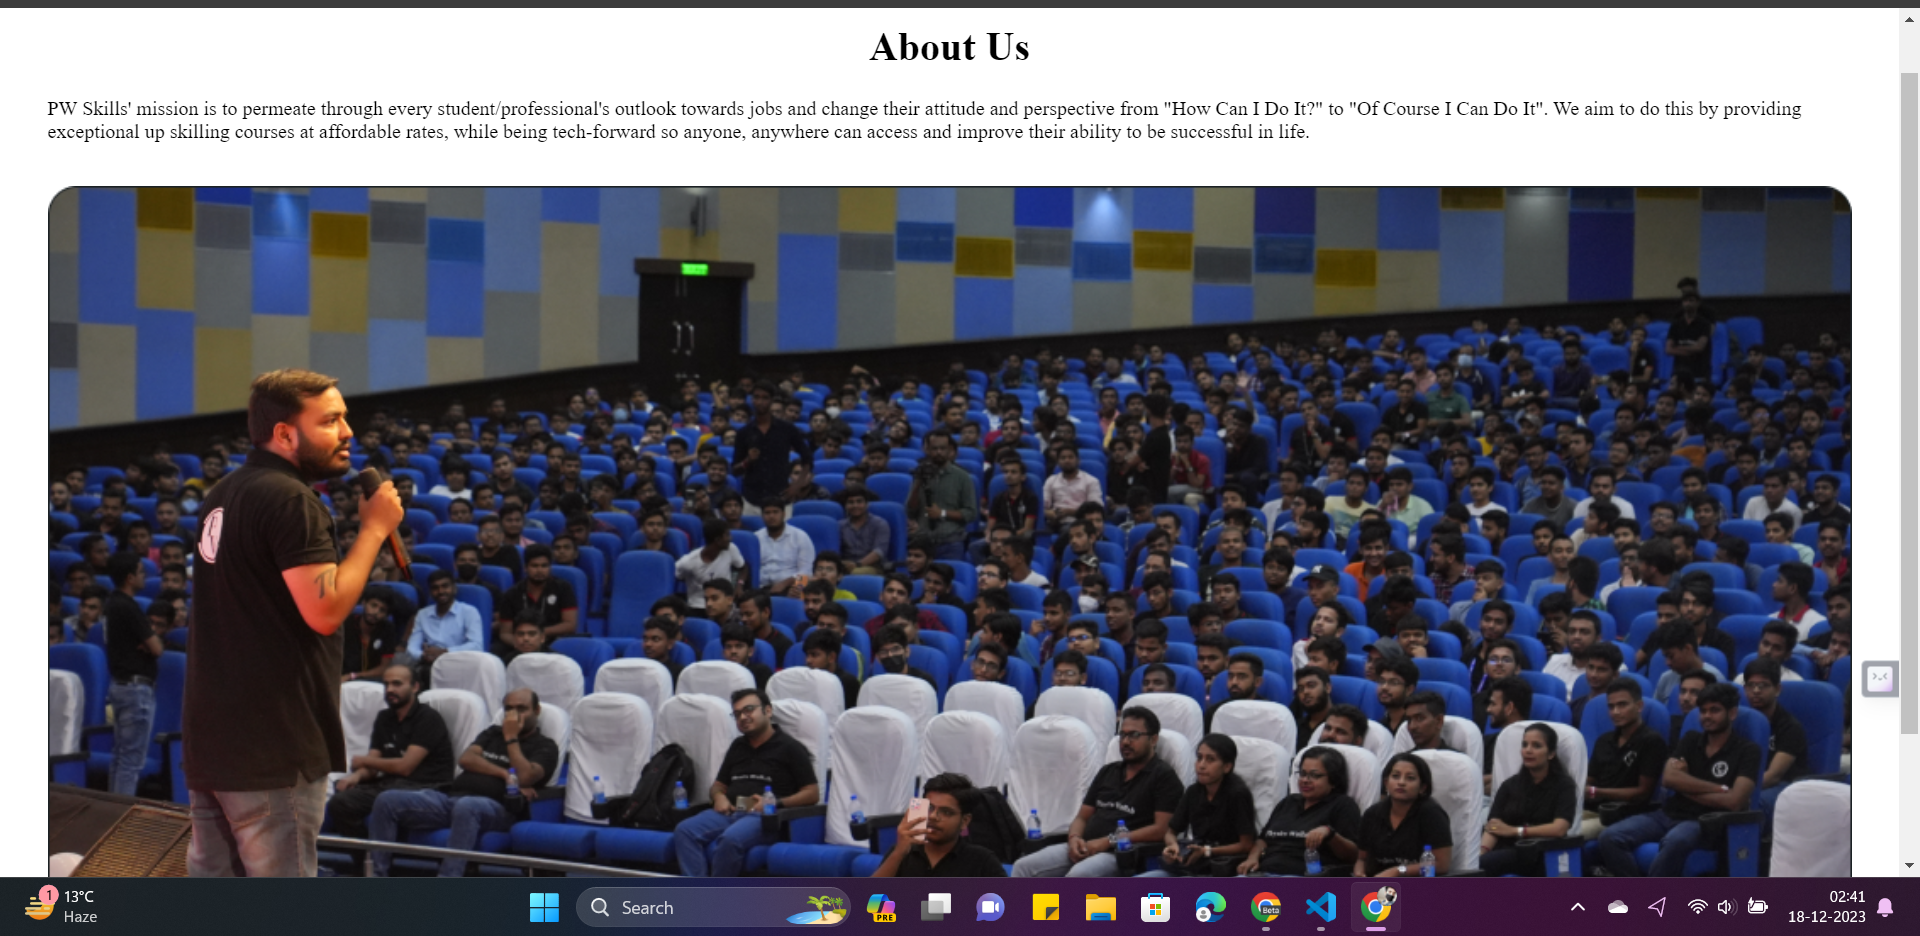 About Us
PW Skills' mission is to permeate through every student/professional's outlook towards jobs and change their attitude and perspective from "How Can I Do It?" to "Of Course I Can Do It". We aim to do this by providing
exceptional up skilling courses at affordable rates, while being tech-forward so anyone, anywhere can access and improve their ability to be successful in life.
1
13°C
Haze
Search
PRE
Beta
02:41
18-12-2023